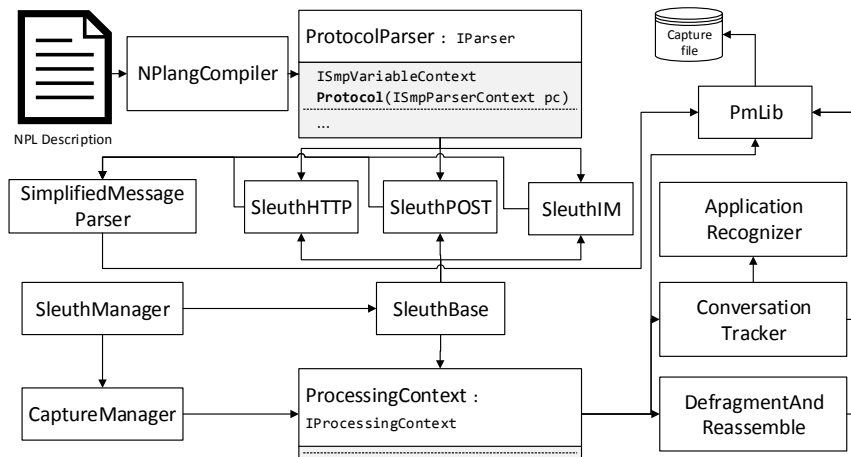 NPL Description
NPlangCompiler
ProtocolParser : IParser
ISmpVariableContext
Protocol(ISmpParserContext pc)
...
Capture
file
PmLib
SimplifiedMessage
Parser
SleuthHTTP
SleuthPOST
SleuthIM
Application
Recognizer
SleuthManager
SleuthBase
Conversation
Tracker
CaptureManager
ProcessingContext :
IProcessingContext
DefragmentAnd
Reassemble